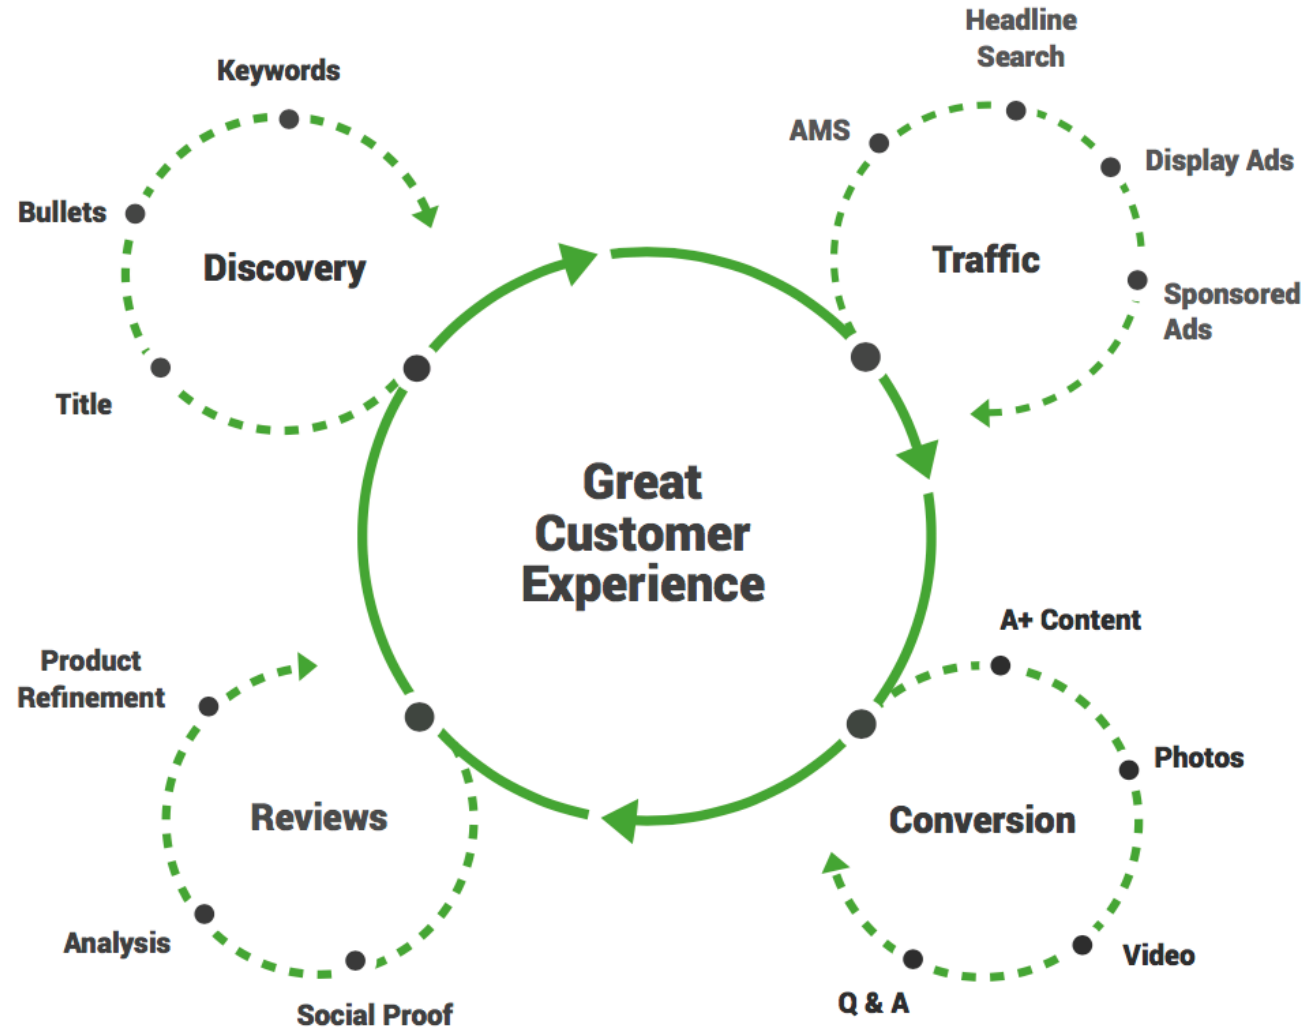 Keywords
Bullets
Discovery
Title
Headline
Search
AMS
Display Ads
Traffic
Sponsored
Ads
Great
Customer
Experience
A+ Content
Photos
Conversion
Video
Q & A
Product
Refinement
Reviews
Analysis
Social Proof